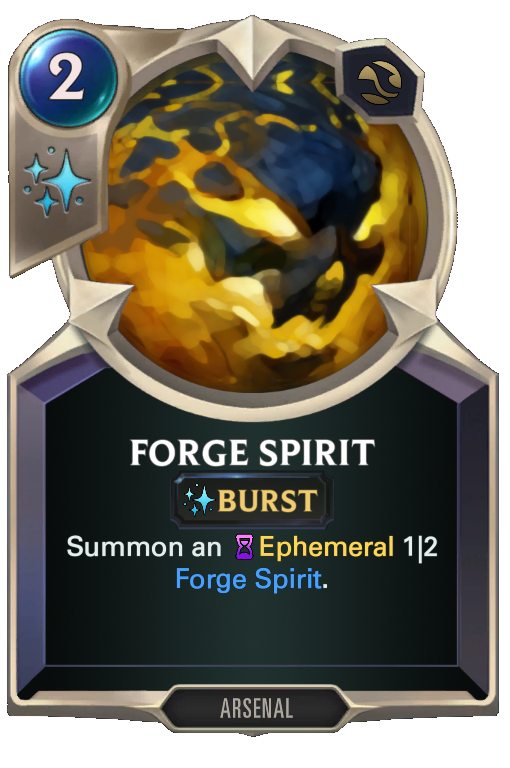 2
FORGE SPIRIT
BURST
Summon an Ephemeral 1|2
Forge Spirit.
ARSENAL